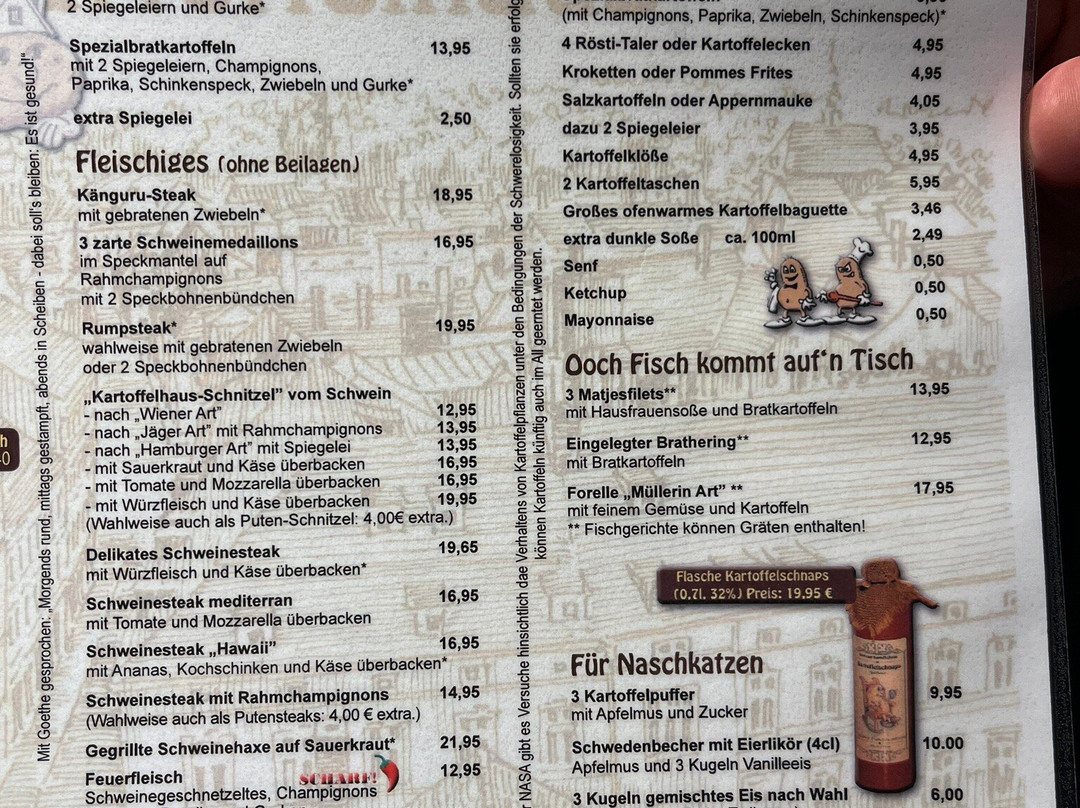 2 Spiegeleiern und Gurke*
Spezialbratkartoffeln 13,95
mit 2 Spiegeleiern, Champignons,
Paprika, Schinkenspeck, Zwiebeln und Gurke*
extra Spiegelei 2,50
Fleischiges (ohne Beilagen)
Känguru-Steak 18,95
mit gebratenen Zwiebeln*
3 zarte Schweinemedaillons 16,95
im Speckmantel auf
Rahmchampignons
mit 2 Speckbohnenbündchen
Rumpsteak* 19,95
wahlweise mit gebratenen Zwiebeln
oder 2 Speckbohnenbündchen
„Kartoffelhaus-Schnitzel” vom Schwein
- nach „Wiener Art” 12,95
- nach „Jäger Art” mit Rahmchampignons 13,95
- nach „Hamburger Art” mit Spiegelei 13,95
- mit Sauerkraut und Käse überbacken 16,95
- mit Tomate und Mozzarella überbacken 16,95
- mit Würzfleisch und Käse überbacken 19,95
(Wahlweise auch als Puten-Schnitzel: 4,00€ extra.)
Delikates Schweinesteak 19,65
mit Würzfleisch und Käse überbacken*
Schweinesteak mediterran 16,95
mit Tomate und Mozzarella überbacken
Schweinesteak „Hawaii” 16,95
mit Ananas, Kochschinken und Käse überbacken*
Schweinesteak mit Rahmchampignons 14,95
(Wahlweise auch als Putensteaks: 4,00 € extra.)
Gegrillte Schweinehaxe auf Sauerkraut* 21,95
Feuerfleisch SCHARF! 12,95
Schweinegeschnetzeltes, Champignons
Mit Goethe gesprochen: „Morgends rund, mittags gestampft, abends in Scheiben - dabei soll's bleiben: Es ist gesund!”
NASA gibt es Versuche hinsichtlich dae Verhaltens von Kartoffelpflanzen unter den Bedingungen der Schwerelosigkeit. Sollten sie erfolg
können Kartoffeln künftig auch im All geerntet werden.
(mit Champignons, Paprika, Zwiebeln, Schinkenspeck)*
4 Rösti-Taler oder Kartoffelecken 4,95
Kroketten oder Pommes Frites 4,95
Salzkartoffeln oder Appernmauke 4,05
dazu 2 Spiegeleier 3,95
Kartoffelklöße 4,95
2 Kartoffeltaschen 5,95
Großes ofenwarmes Kartoffelbaguette 3,46
extra dunkle Soße ca. 100ml 2,49
Senf 0,50
Ketchup 0,50
Mayonnaise 0,50
Ooch Fisch kommt auf'n Tisch
3 Matjesfilets** 13,95
mit Hausfrauensoße und Bratkartoffeln
Eingelegter Brathering** 12,95
mit Bratkartoffeln
Forelle „Müllerin Art” ** 17,95
mit feinem Gemüse und Kartoffeln
** Fischgerichte können Gräten enthalten!
Flasche Kartoffelschnaps
(0.7l. 32%) Preis: 19.95 €
Für Naschkatzen
3 Kartoffelpuffer 9,95
mit Apfelmus und Zucker
Schwedenbecher mit Eierlikör (4cl) 10.00
Apfelmus und 3 Kugeln Vanilleeis
3 Kugeln gemischtes Eis nach Wahl 6,00